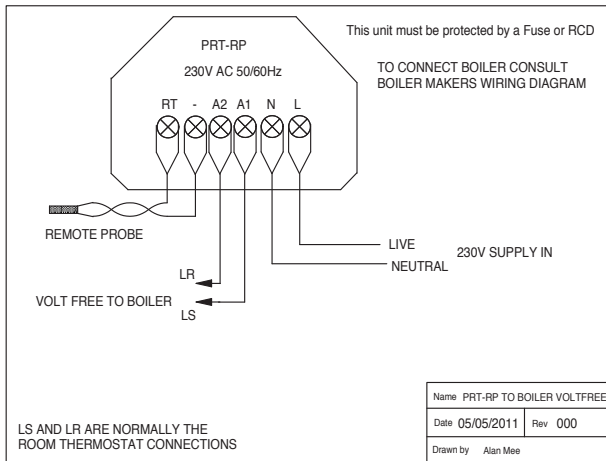 This unit must be protected by a Fuse or RCD
PRT-RP
230V AC 50/60Hz
TO CONNECT BOILER CONSULT
BOILER MAKERS WIRING DIAGRAM
RT - A2 A1 N L
REMOTE PROBE
LIVE
NEUTRAL
230V SUPPLY IN
LR
VOLT FREE TO BOILER
LS
LS AND LR ARE NORMALLY THE
ROOM THERMOSTAT CONNECTIONS
Name PRT-RP TO BOILER VOLTFREE
Date 05/05/2011 Rev 000
Drawn by Alan Mee